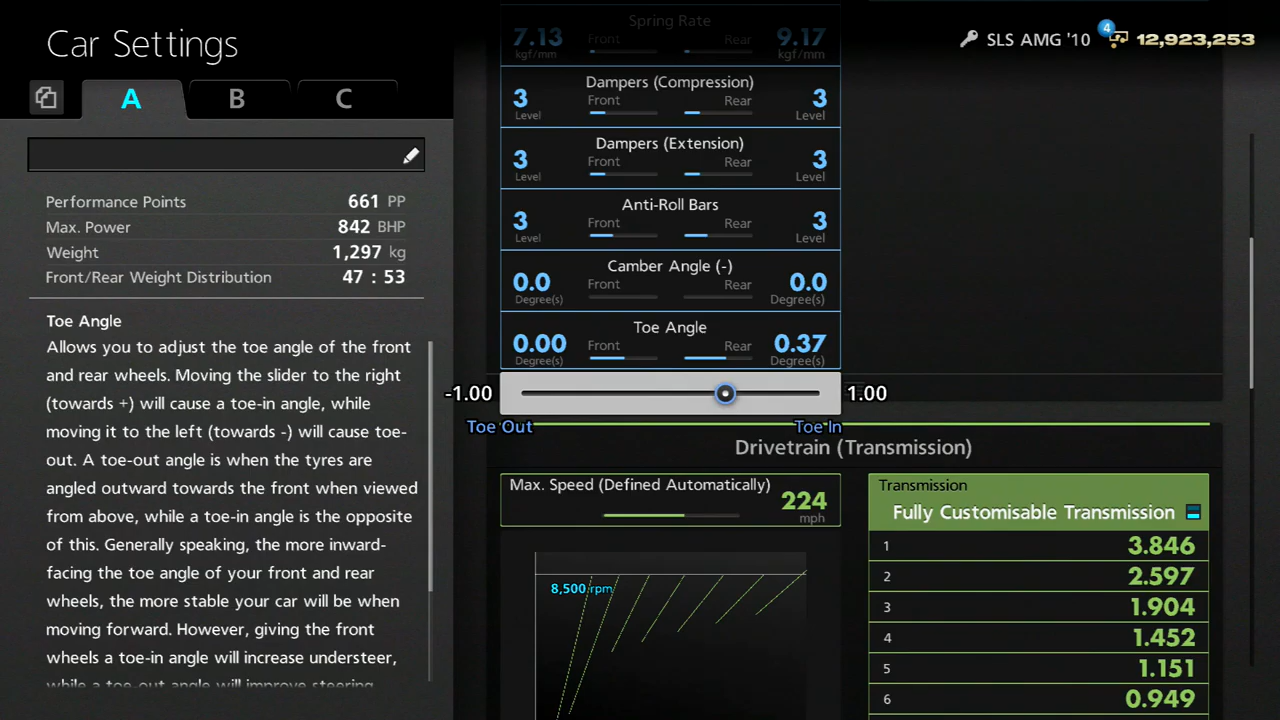 Car Settings
SLS AMG '10
4
12,923,253
A
B
C
Performance Points 661 PP
Max. Power 842 BHP
Weight 1,297 kg
Front/Rear Weight Distribution 47 : 53
Toe Angle
Allows you to adjust the toe angle of the front
and rear wheels. Moving the slider to the right
(towards +) will cause a toe-in angle, while
moving it to the left (towards -) will cause toe-
out. A toe-out angle is when the tyres are
angled outward towards the front when viewed
from above, while a toe-in angle is the opposite
of this. Generally speaking, the more inward-
facing the toe angle of your front and rear
wheels, the more stable your car will be when
moving forward. However, giving the front
wheels a toe-in angle will increase understeer,
while a toe-out angle will improve steering
Spring Rate
7.13 Front Rear 9.17
kgf/mm kgf/mm
Dampers (Compression)
3 Front Rear 3
Level Level
Dampers (Extension)
3 Front Rear 3
Level Level
Anti-Roll Bars
3 Front Rear 3
Level Level
Camber Angle (-)
0.0 Front Rear 0.0
Degree(s) Degree(s)
Toe Angle
0.00 Front Rear 0.37
Degree(s) Degree(s)
-1.00 1.00
Toe Out Toe In
Drivetrain (Transmission)
Max. Speed (Defined Automatically)
224
mph
8,500 rpm
Transmission
Fully Customisable Transmission
1 3.846
2 2.597
3 1.904
4 1.452
5 1.151
6 0.949